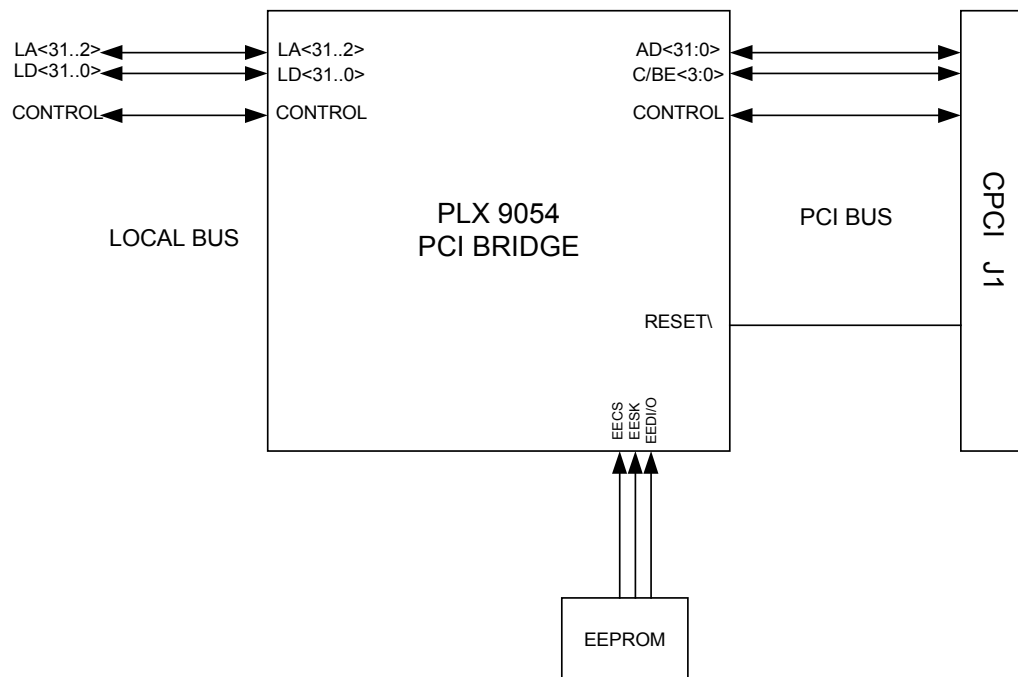 LA<31..2>
LA<31..2>
AD<31:0>
LD<31..0>
LD<31..0>
C/BE<3:0>
CONTROL
CONTROL
CONTROL
PLX 9054
PCI BRIDGE
LOCAL BUS
PCI BUS
CPCI J1
RESET\
EECS
EESK
EEDI/O
EEPROM